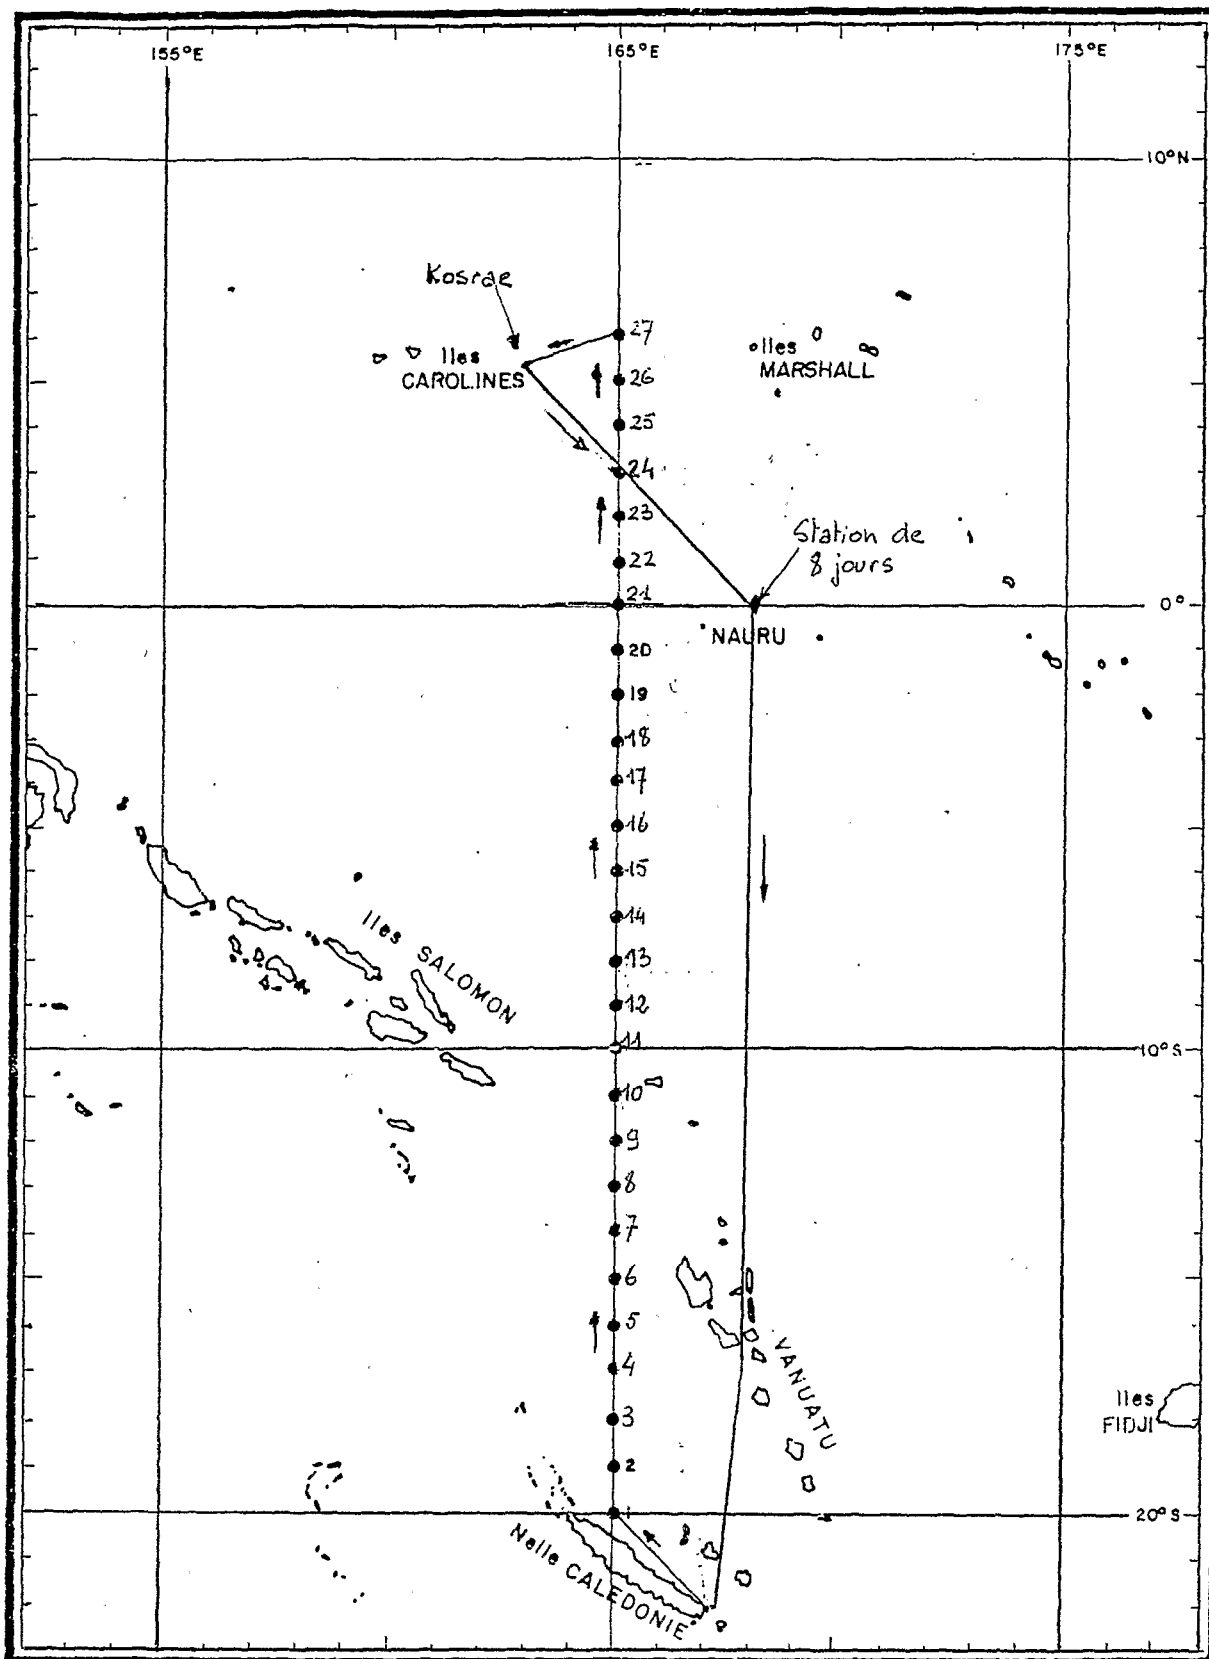 155°E
165°E
175°E
10°N
Kosrae
27
Iles
CAROLINES
Iles
MARSHALL
26
25
24
23
Station de
8 jours
22
21
0°
NAURU
20
19
18
17
16
15
14
Iles SALOMON
13
12
11
10°S
10
9
8
7
6
5
4
VANUATU
3
Iles
FIDJI
2
1
20°S
Nelle CALEDONIE